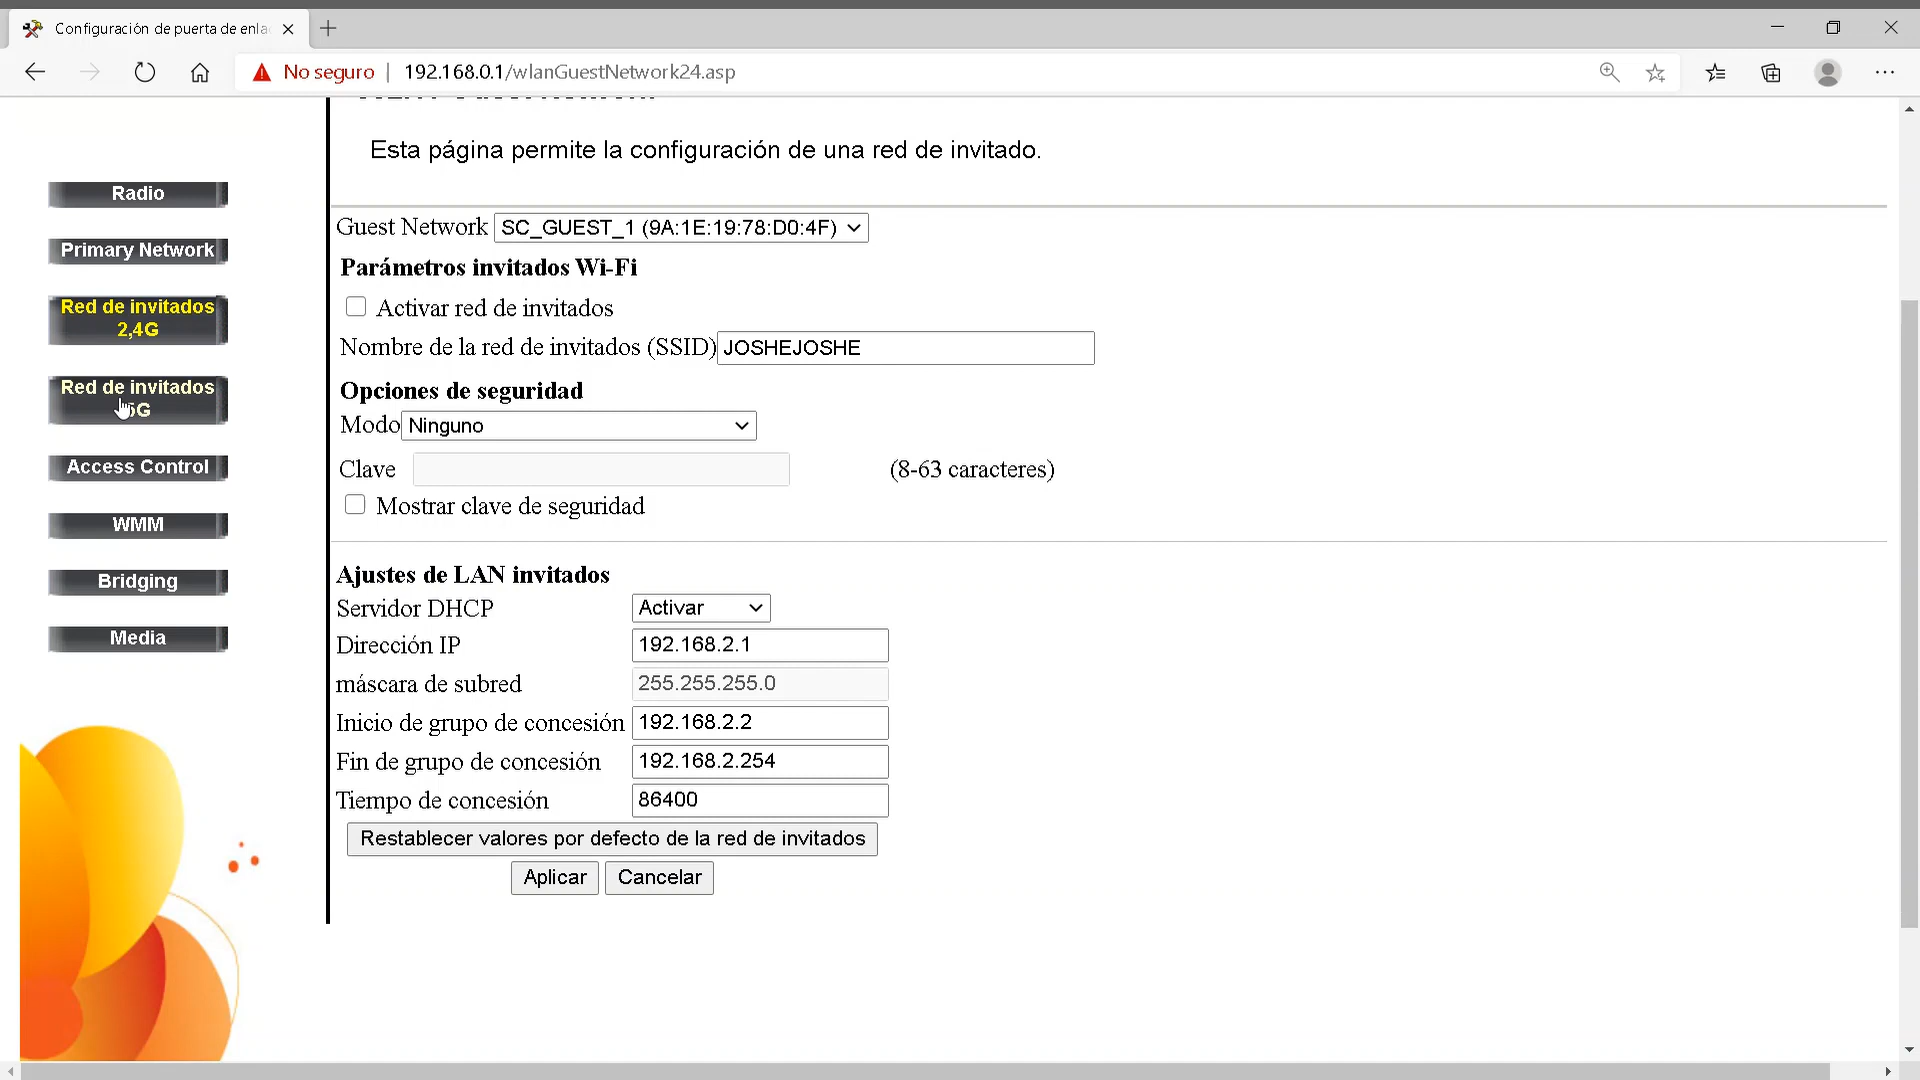 Configuración de puerta de enla
No seguro
192.168.0.1/wlanGuestNetwork24.asp
Esta página permite la configuración de una red de invitado.
Radio
Primary Network
Red de invitados
2,4G
Red de invitados
5G
Access Control
WMM
Bridging
Media
Guest Network SC_GUEST_1 (9A:1E:19:78:D0:4F)
Parámetros invitados Wi-Fi
Activar red de invitados
Nombre de la red de invitados (SSID) JOSHEJOSHE
Opciones de seguridad
Modo Ninguno
Clave (8-63 caracteres)
Mostrar clave de seguridad
Ajustes de LAN invitados
Servidor DHCP Activar
Dirección IP 192.168.2.1
máscara de subred 255.255.255.0
Inicio de grupo de concesión 192.168.2.2
Fin de grupo de concesión 192.168.2.254
Tiempo de concesión 86400
Restablecer valores por defecto de la red de invitados
Aplicar Cancelar